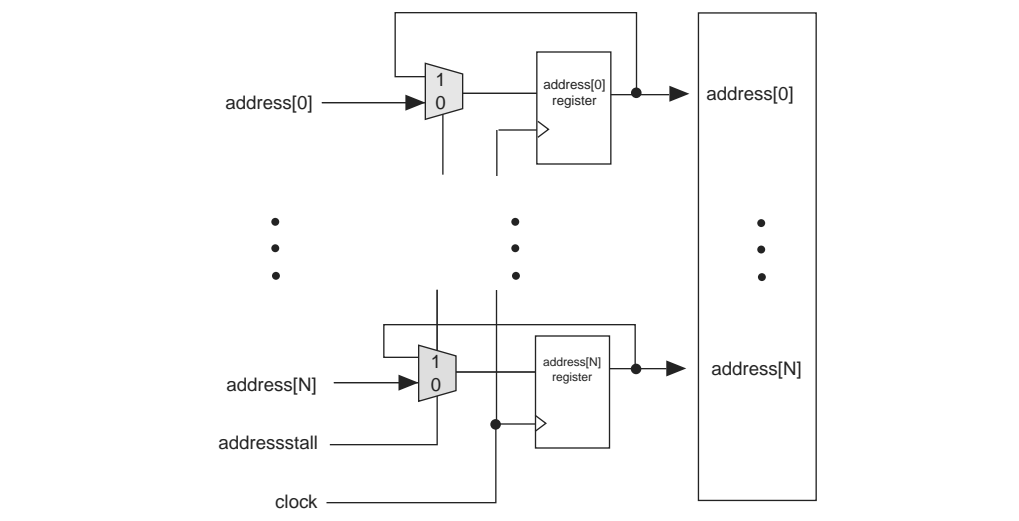 1
0
address[0]
address[0]
register
address[0]
1
0
address[N]
address[N]
register
address[N]
addressstall
clock